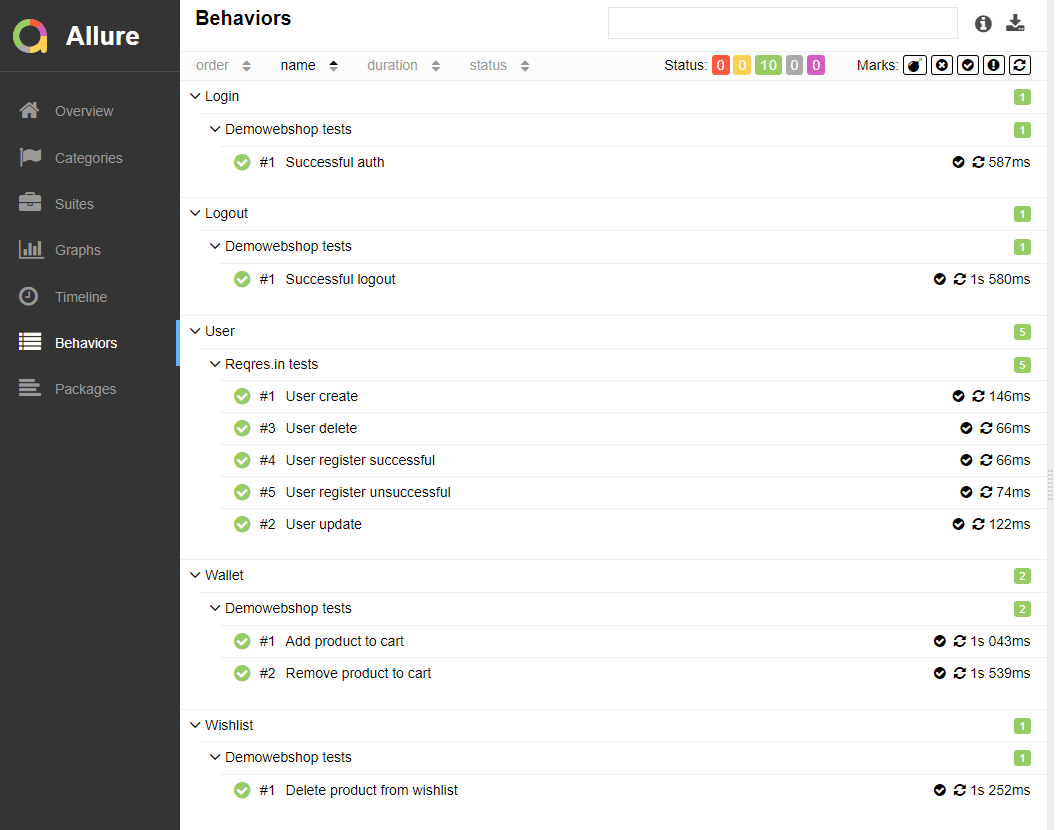 Allure
Overview
Categories
Suites
Graphs
Timeline
Behaviors
Packages
Behaviors
order name duration status Status: 0 0 10 0 0 Marks:
Login 1
Demowebshop tests 1
#1 Successful auth 587ms
Logout 1
Demowebshop tests 1
#1 Successful logout 1s 580ms
User 5
Reqres.in tests 5
#1 User create 146ms
#3 User delete 66ms
#4 User register successful 66ms
#5 User register unsuccessful 74ms
#2 User update 122ms
Wallet 2
Demowebshop tests 2
#1 Add product to cart 1s 043ms
#2 Remove product to cart 1s 539ms
Wishlist 1
Demowebshop tests 1
#1 Delete product from wishlist 1s 252ms